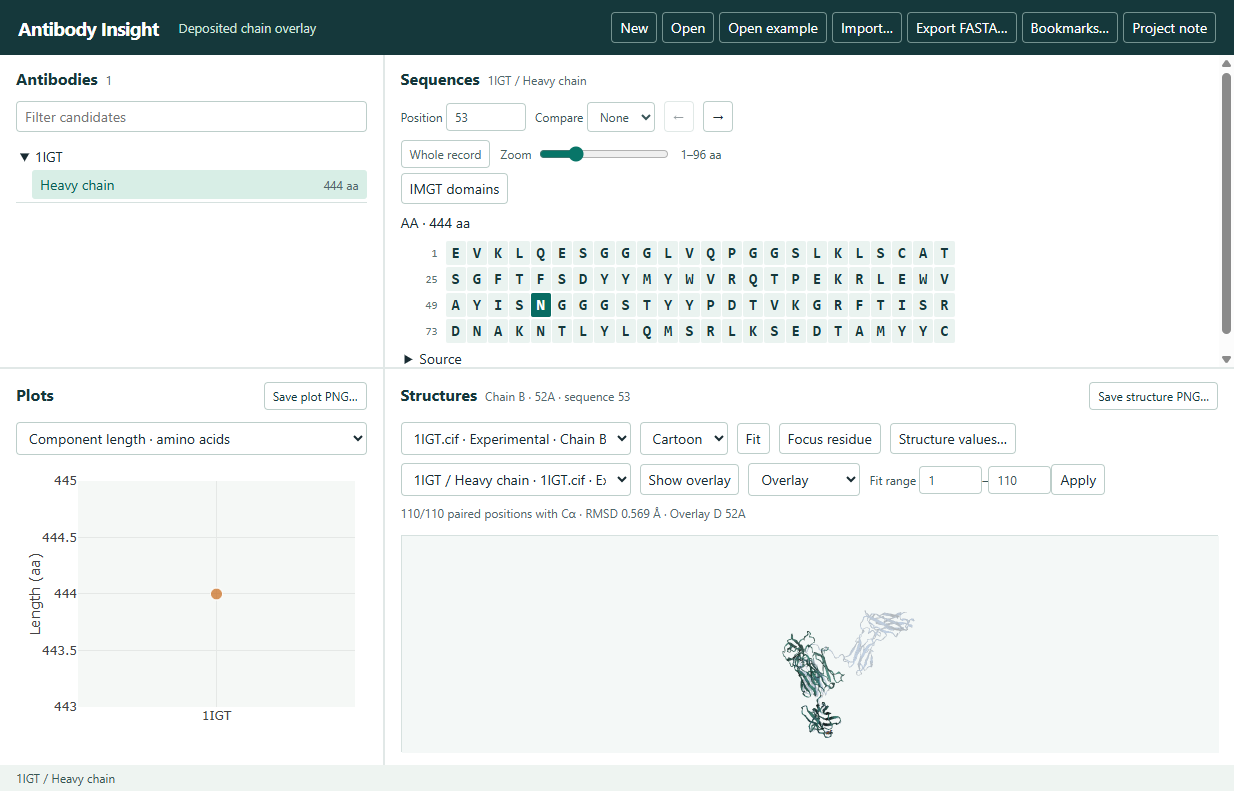 Antibody Insight Deposited chain overlay New Open Open example Import... Export FASTA... Bookmarks... Project note
Antibodies 1
Filter candidates
▼ 1IGT
Heavy chain 444 aa
Sequences 1IGT / Heavy chain
Position 53 Compare None ← →
Whole record Zoom 1–96 aa
IMGT domains
AA · 444 aa
1 E V K L Q E S G G G L V Q P G G S L K L S C A T
25 S G F T F S D Y Y M Y W V R Q T P E K R L E W V
49 A Y I S N G G G S T Y Y P D T V K G R F T I S R
73 D N A K N T L Y L Q M S R L K S E D T A M Y Y C
▶ Source
Plots Save plot PNG...
Component length · amino acids
445
444.5
444
443.5
443
Length (aa)
1IGT
Structures Chain B · 52A · sequence 53 Save structure PNG...
1IGT.cif · Experimental · Chain B Cartoon Fit Focus residue Structure values...
1IGT / Heavy chain · 1IGT.cif · Ex Show overlay Overlay Fit range 1 – 110 Apply
110/110 paired positions with Cα · RMSD 0.569 Å · Overlay D 52A
1IGT / Heavy chain